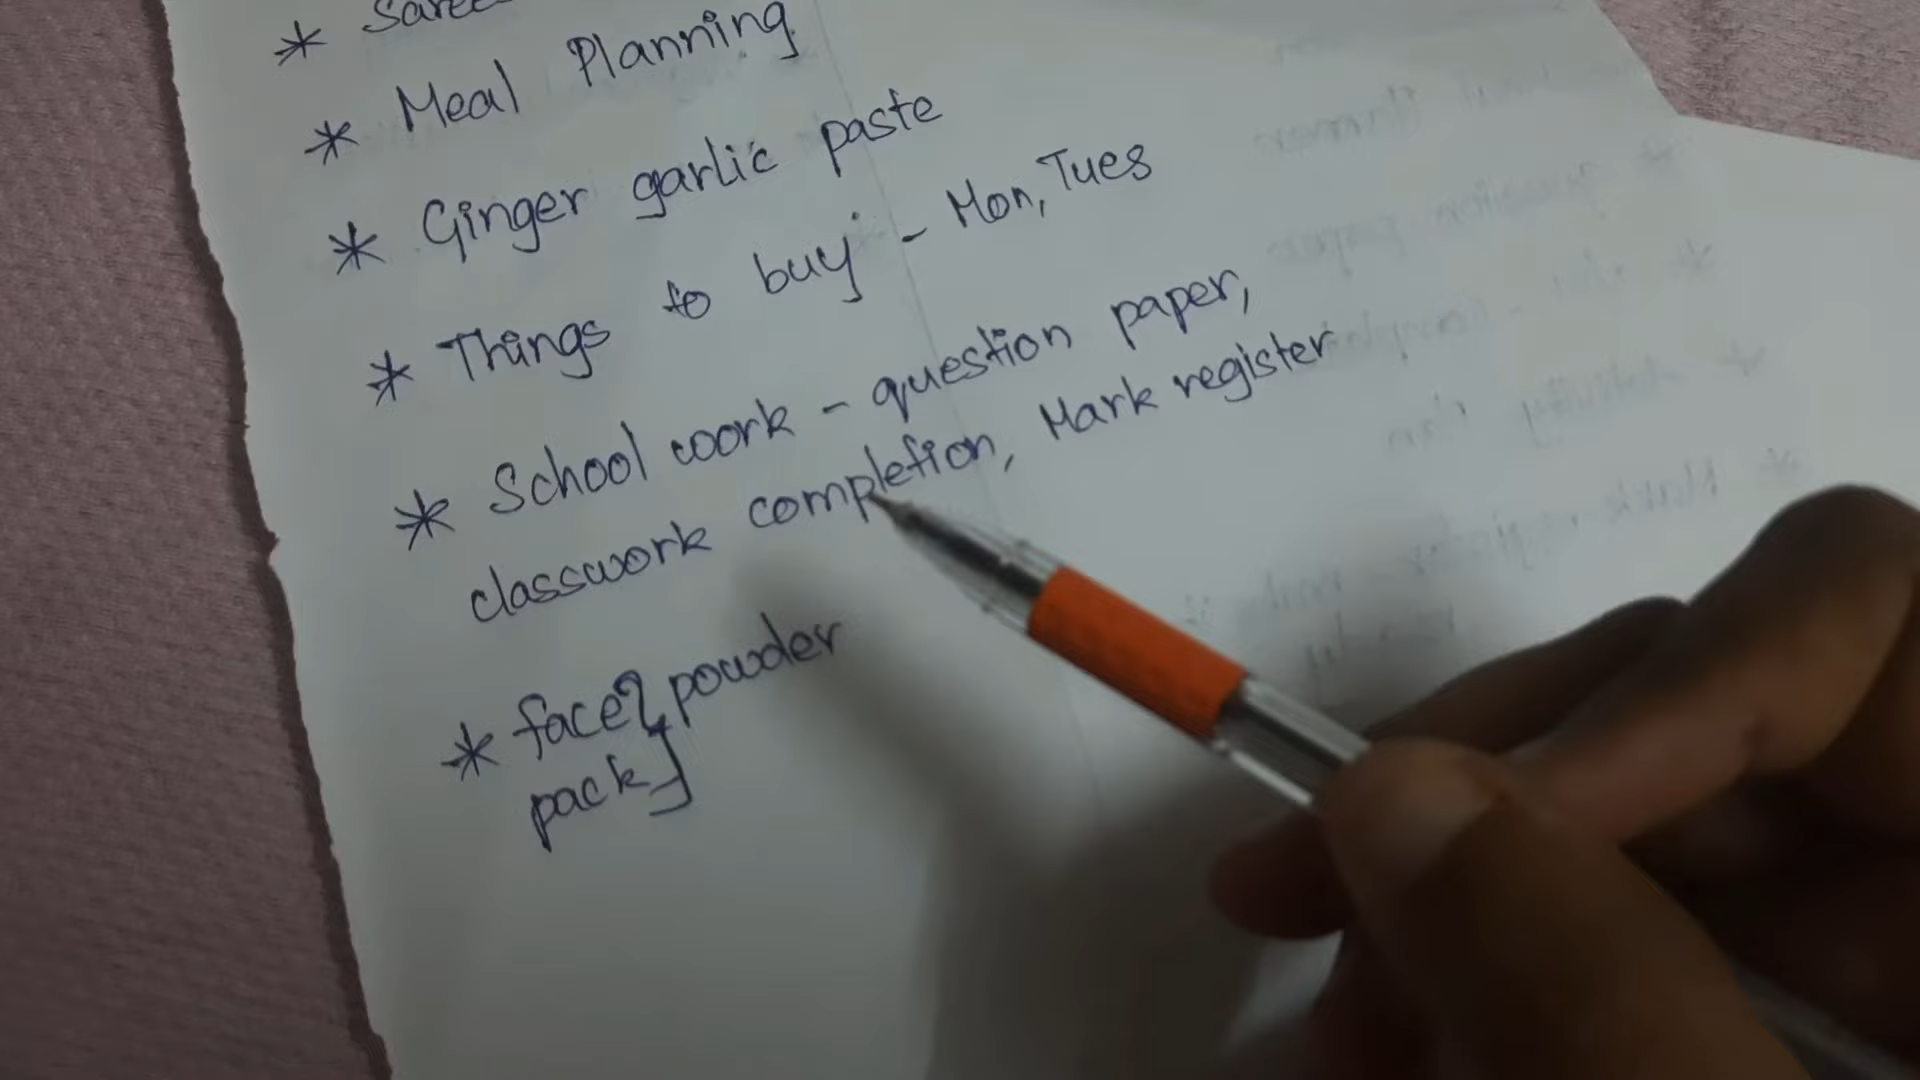 * Saree
* Meal Planning
* Ginger garlic paste
* Things to buy - Mon, Tues
* School work - question paper,
classwork completion, Mark register
* face} powder
pack]